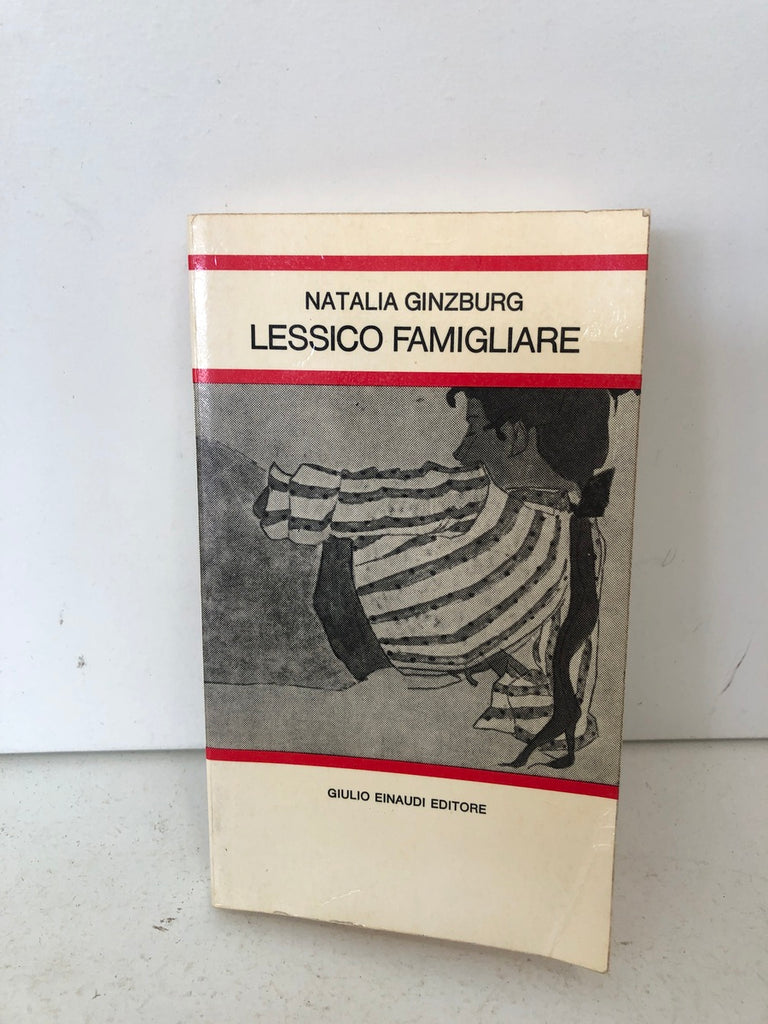 NATALIA GINZBURG
LESSICO FAMIGLIARE
GIULIO EINAUDI EDITORE